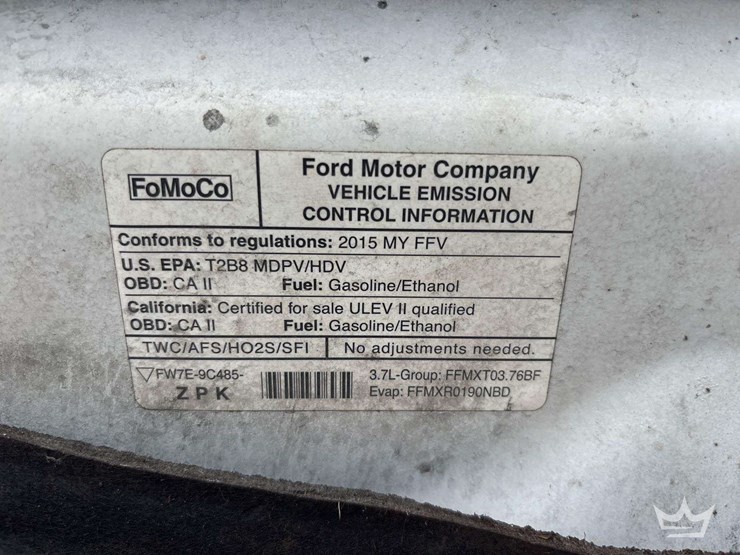 FoMoCo
Ford Motor Company
VEHICLE EMISSION
CONTROL INFORMATION
Conforms to regulations: 2015 MY FFV
U.S. EPA: T2B8 MDPV/HDV
OBD: CA II Fuel: Gasoline/Ethanol
California: Certified for sale ULEV II qualified
OBD: CA II Fuel: Gasoline/Ethanol
TWC/AFS/HO2S/SFI No adjustments needed.
FW7E-9C485-
Z P K
3.7L-Group: FFMXT03.76BF
Evap: FFMXR0190NBD